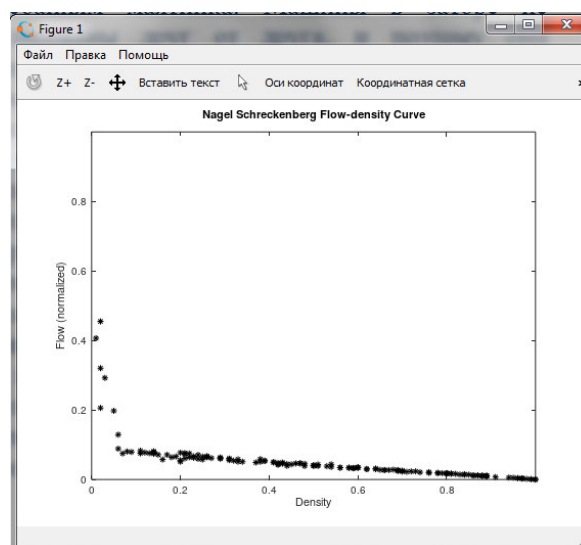 Figure 1
Файл Правка Помощь
Z+ Z- Вставить текст Оси координат Координатная сетка
Nagel Schreckenberg Flow-density Curve
0.8
0.6
0.4
0.2
0
Flow (normalized)
0 0.2 0.4 0.6 0.8
Density